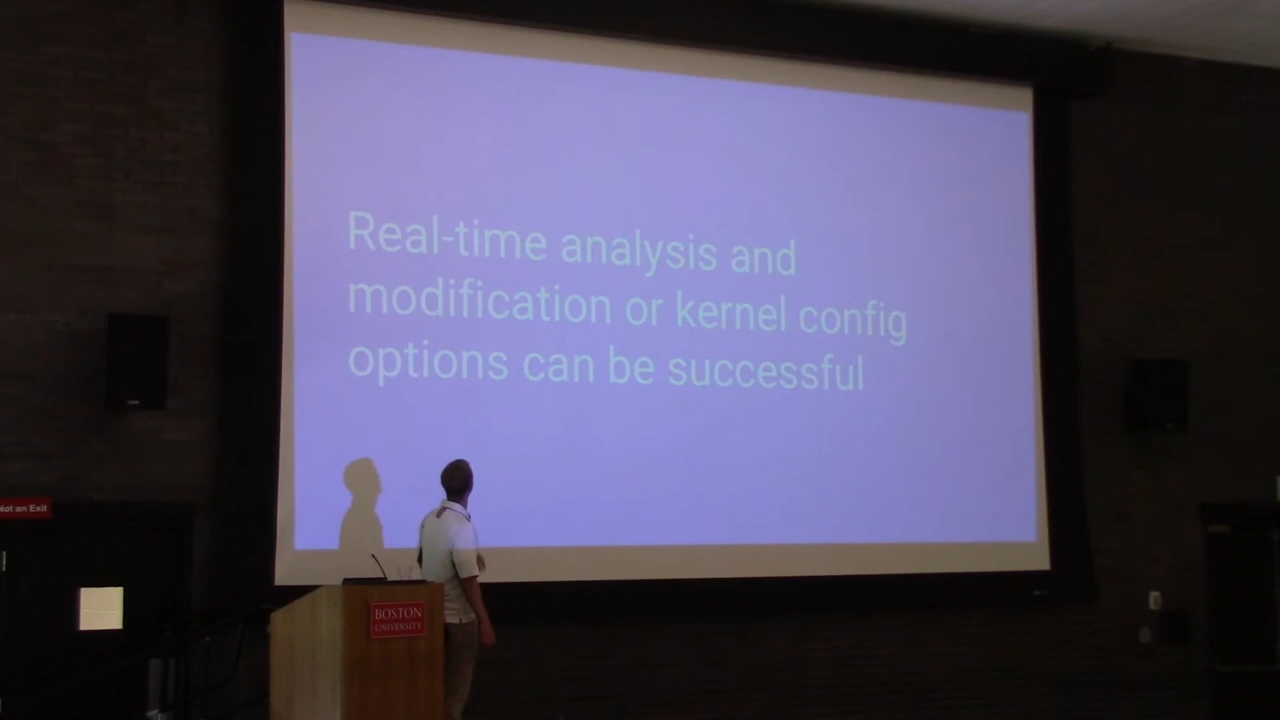 Real-time analysis and
modification or kernel config
options can be successful
Not an Exit
BOSTON
UNIVERSITY